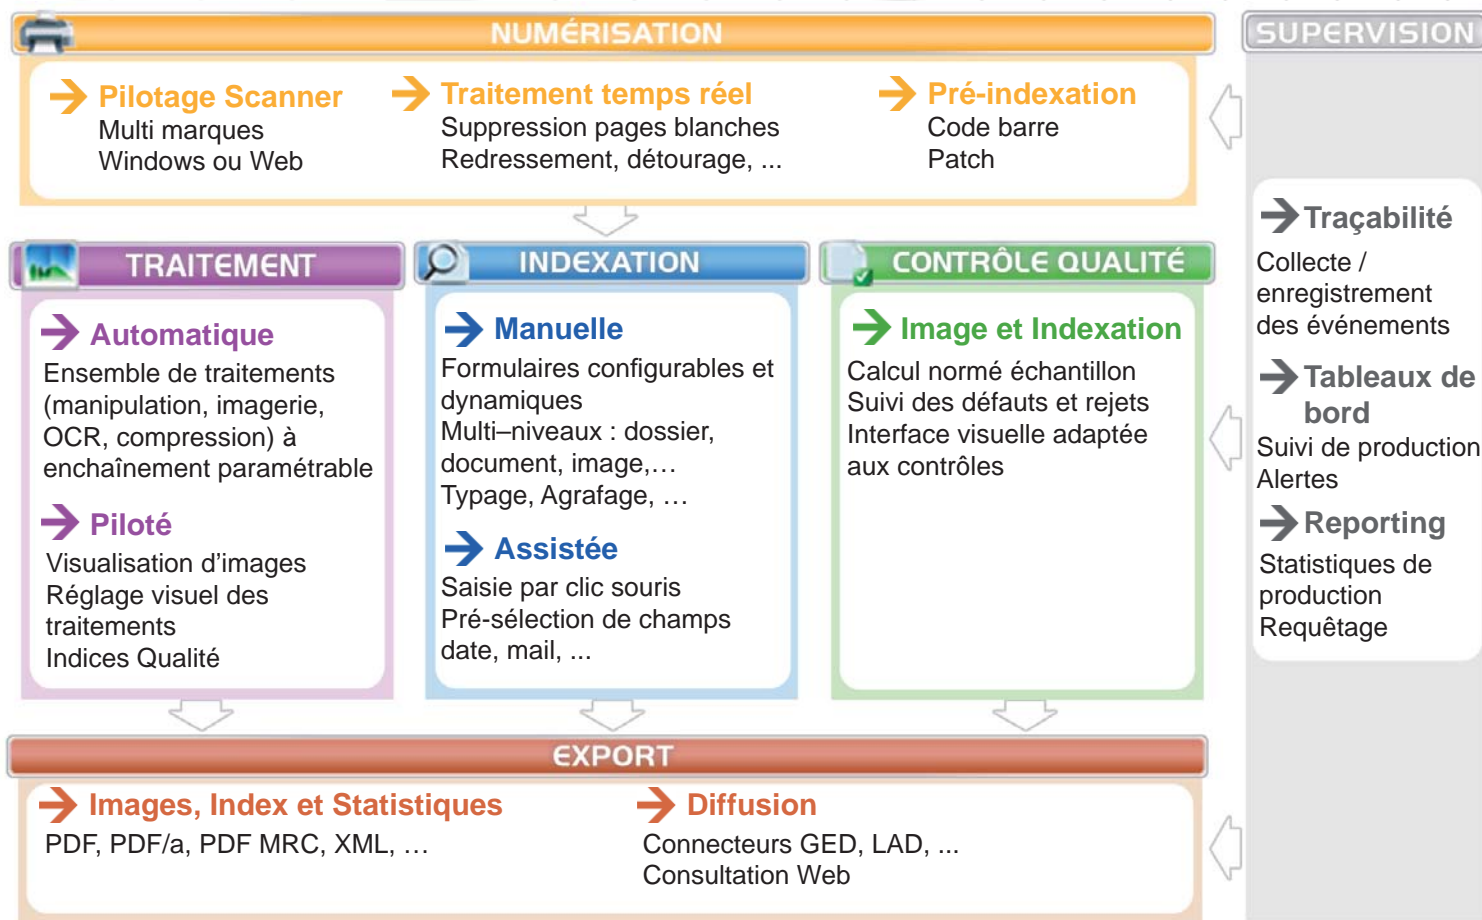 NUMÉRISATION
Pilotage Scanner
Multi marques
Windows ou Web
Traitement temps réel
Suppression pages blanches
Redressement, détourage, ...
Pré-indexation
Code barre
Patch
TRAITEMENT
Automatique
Ensemble de traitements
(manipulation, imagerie,
OCR, compression) à
enchaînement paramétrable
Piloté
Visualisation d'images
Réglage visuel des
traitements
Indices Qualité
INDEXATION
Manuelle
Formulaires configurables et
dynamiques
Multi–niveaux : dossier,
document, image,…
Typage, Agrafage, …
Assistée
Saisie par clic souris
Pré-sélection de champs
date, mail, ...
CONTRÔLE QUALITÉ
Image et Indexation
Calcul normé échantillon
Suivi des défauts et rejets
Interface visuelle adaptée
aux contrôles
EXPORT
Images, Index et Statistiques
PDF, PDF/a, PDF MRC, XML, …
Diffusion
Connecteurs GED, LAD, ...
Consultation Web
SUPERVISION
Traçabilité
Collecte /
enregistrement
des événements
Tableaux de
bord
Suivi de production
Alertes
Reporting
Statistiques de
production
Requêtage